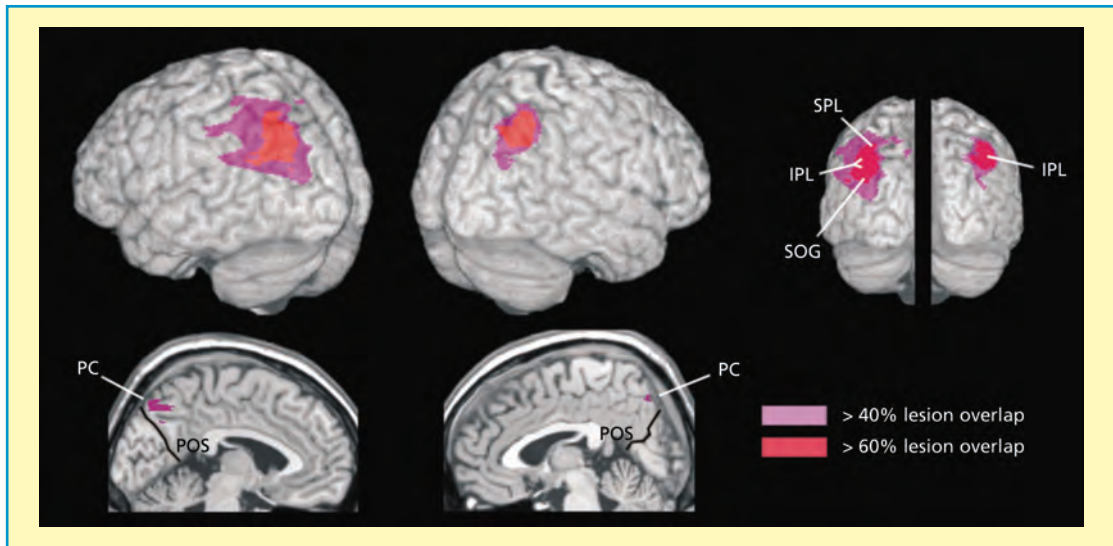 SPL
IPL
IPL
SOG
PC
PC
POS
POS
> 40% lesion overlap
> 60% lesion overlap